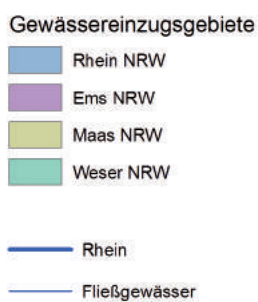 Gewässereinzugsgebiete
Rhein NRW
Ems NRW
Maas NRW
Weser NRW
Rhein
Fließgewässer